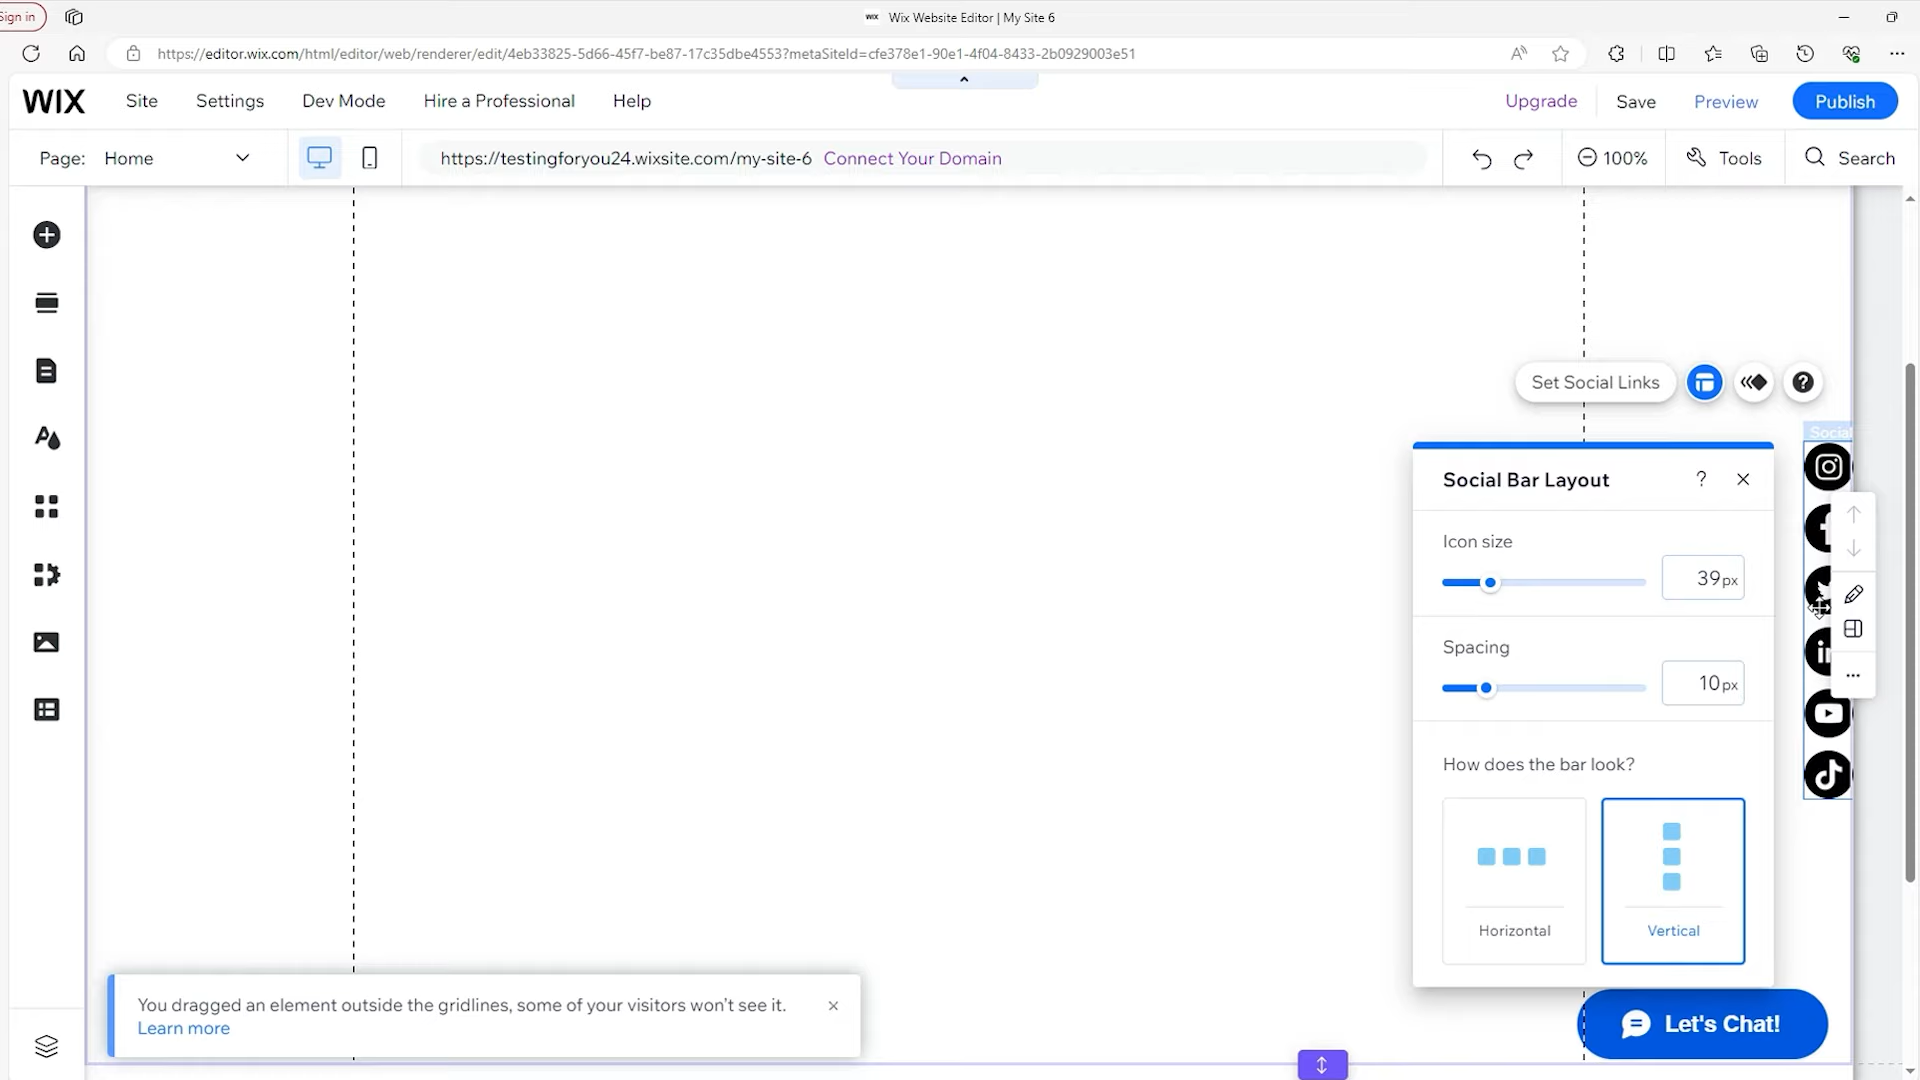 Sign in
WIX Wix Website Editor | My Site 6
https://editor.wix.com/html/editor/web/renderer/edit/4eb33825-5d66-45f7-be87-17c35dbe4553?metaSiteId=cfe378e1-90e1-4f04-8433-2b0929003e51
WIX Site Settings Dev Mode Hire a Professional Help Upgrade Save Preview Publish
Page: Home https://testingforyou24.wixsite.com/my-site-6 Connect Your Domain 100% Tools Search
Set Social Links ?
Social
Social Bar Layout ?
Icon size
39px
Spacing
10px
How does the bar look?
Horizontal Vertical
You dragged an element outside the gridlines, some of your visitors won't see it.
Learn more
Let's Chat!